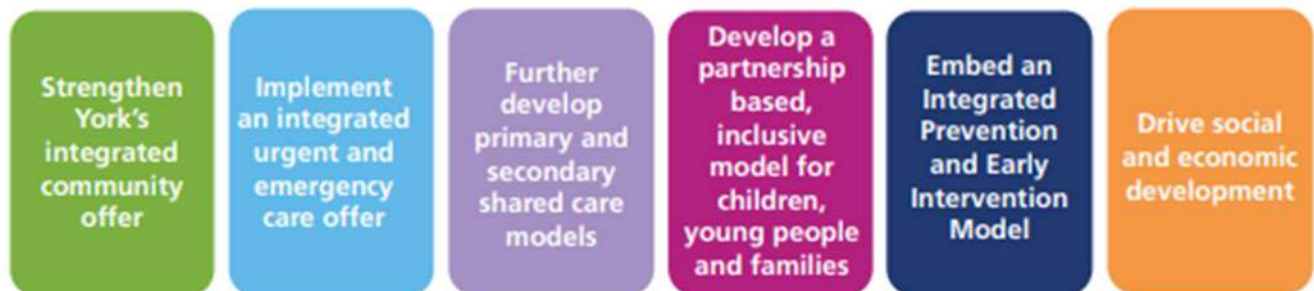 Strengthen
York's
integrated
community
offer
Implement
an integrated
urgent and
emergency
care offer
Further
develop
primary and
secondary
shared care
models
Develop a
partnership
based,
inclusive
model for
children,
young people
and families
Embed an
Integrated
Prevention
and Early
Intervention
Model
Drive social
and economic
development